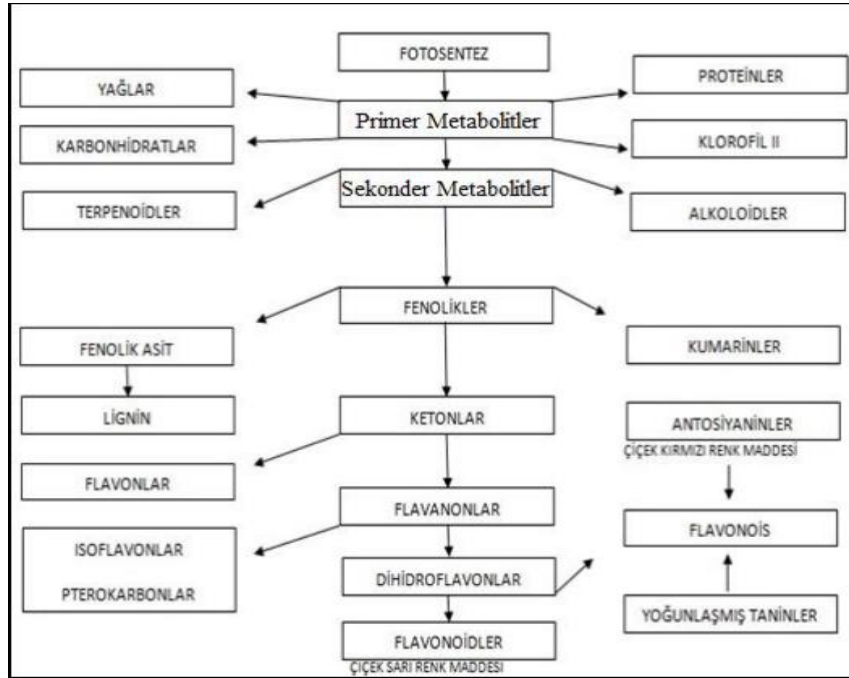 FOTOSENTEZ
YAĞLAR
PROTEİNLER
Primer Metabolitler
KARBONHİDRATLAR
KLOROFİL II
Sekonder Metabolitler
TERPENOİDLER
ALKOLOİDLER
FENOLİKLER
FENOLİK ASİT
KUMARİNLER
LİGNİN
KETONLAR
ANTOSİYANİNLER
ÇİÇEK KIRMIZI RENK MADDESİ
FLAVONLAR
FLAVANONLAR
FLAVONOİS
ISOFLAVONLAR
PTEROKARBONLAR
DİHİDROFLAVONLAR
YOĞUNLAŞMIŞ TANİNLER
FLAVONOİDLER
ÇİÇEK SARI RENK MADDESİ